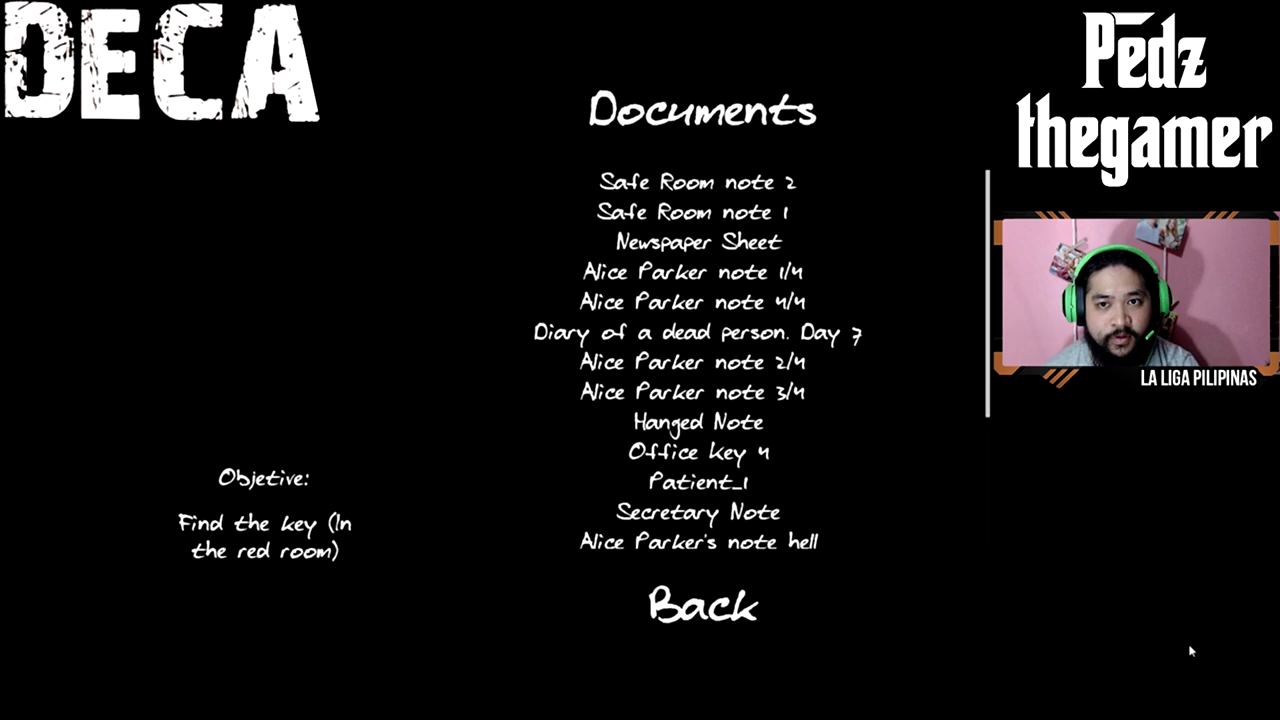 DECA
Pedz
thegamer
Documents
Safe Room note 2
Safe Room note 1
Newspaper Sheet
Alice Parker note 1/4
Alice Parker note 4/4
Diary of a dead person. Day 7
Alice Parker note 2/4
Alice Parker note 3/4
Hanged Note
Office key 4
Patient_1
Secretary Note
Alice Parker's note hell
Back
Objetive:
Find the key (In
the red room)
LA LIGA PILIPINAS